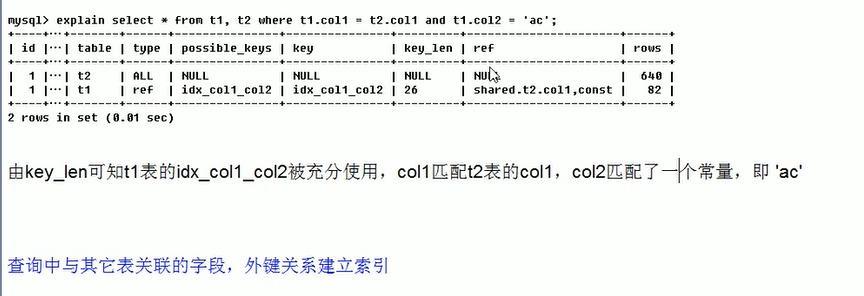 mysql> explain select * from t1, t2 where t1.col1 = t2.col1 and t1.col2 = 'ac';
+----+…+-------+------+---------------+---------------+---------+----------------------+------+
| id |…| table | type | possible_keys | key | key_len | ref | rows |
+----+…+-------+------+---------------+---------------+---------+----------------------+------+
| 1 |…| t2 | ALL | NULL | NULL | NULL | NULL | 640 |
| 1 |…| t1 | ref | idx_col1_col2 | idx_col1_col2 | 26 | shared.t2.col1,const | 82 |
+----+…+-------+------+---------------+---------------+---------+----------------------+------+
2 rows in set (0.01 sec)
由key_len可知t1表的idx_col1_col2被充分使用，col1匹配t2表的col1，col2匹配了一个常量，即 'ac'
查询中与其它表关联的字段，外键关系建立索引